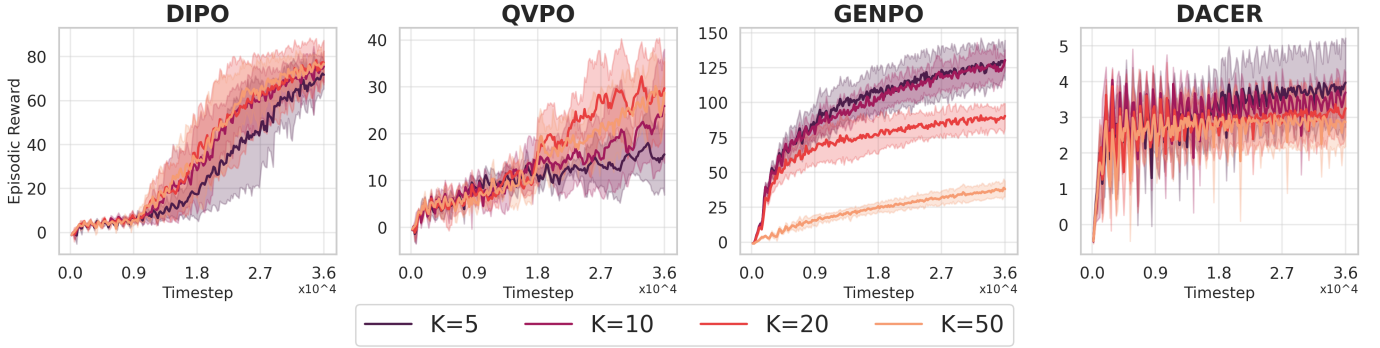 DIPO QVPO GENPO DACER
Episodic Reward
80
60
40
20
0
0.0 0.9 1.8 2.7 3.6
Timestep x10^4
40
30
20
10
0
0.0 0.9 1.8 2.7 3.6
Timestep x10^4
150
125
100
75
50
25
0
0.0 0.9 1.8 2.7 3.6
Timestep x10^4
5
4
3
2
1
0
0.0 0.9 1.8 2.7 3.6
Timestep x10^4
K=5 K=10 K=20 K=50